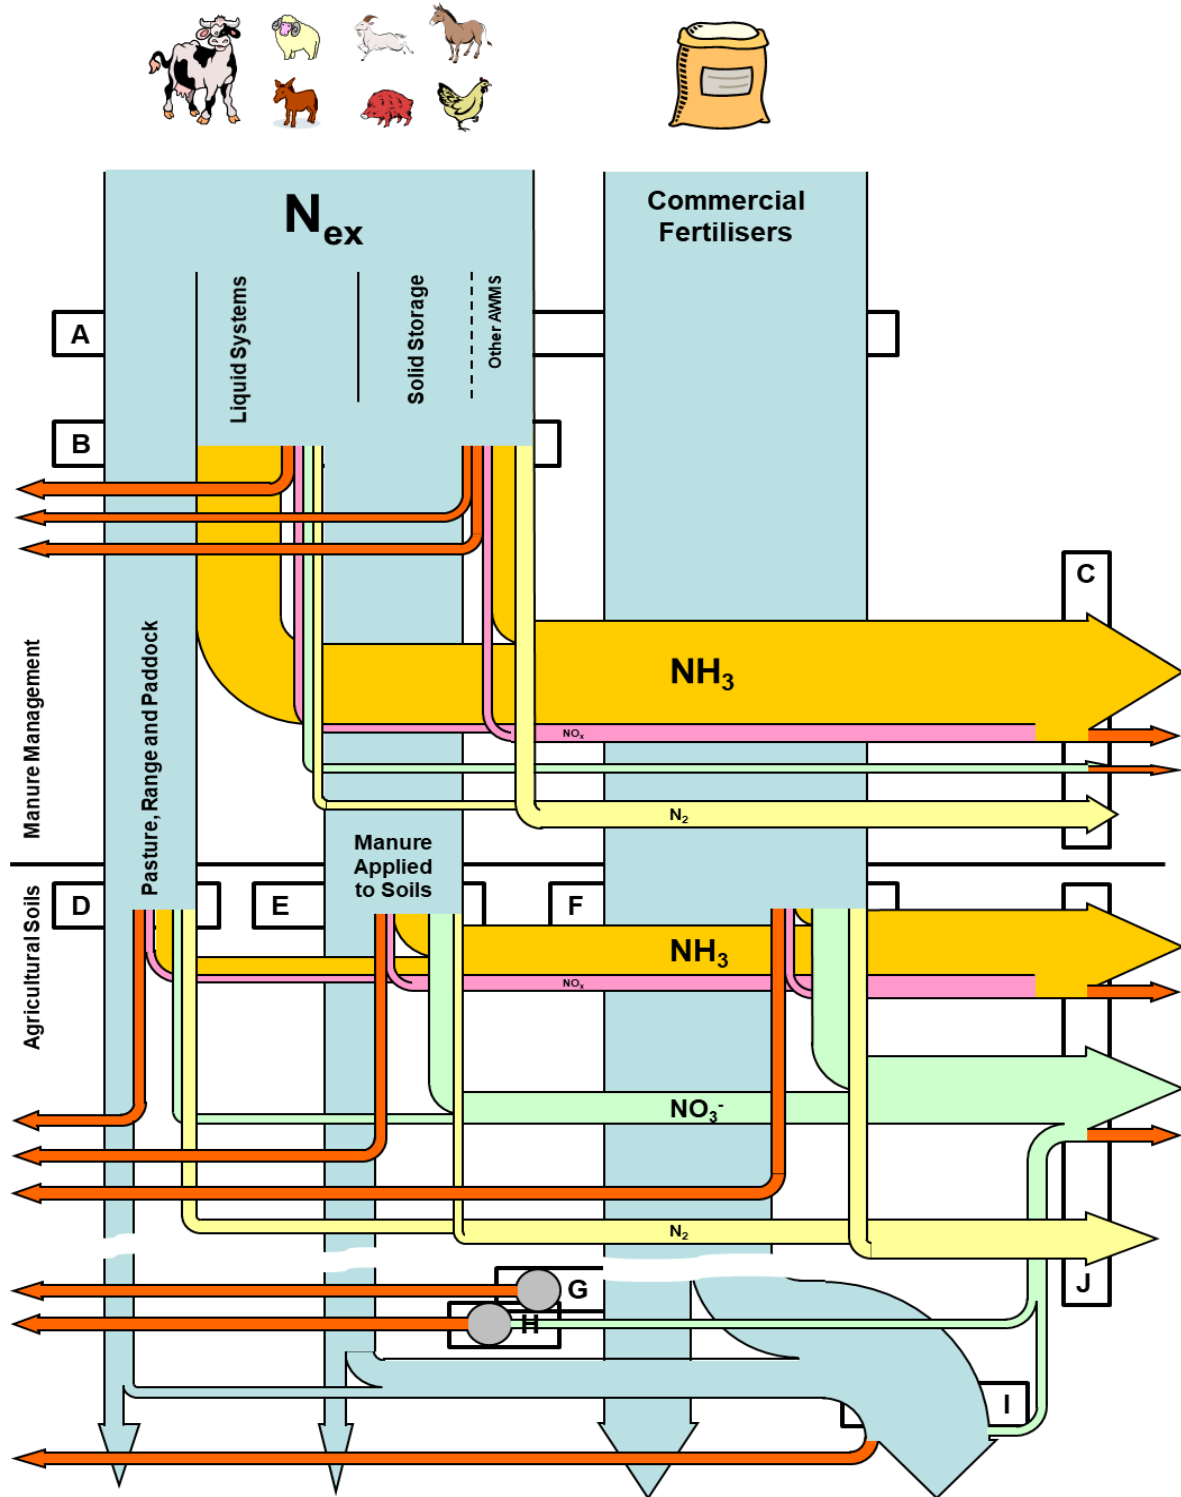 N_ex
Commercial
Fertilisers
Liquid Systems
Solid Storage
Other AWMS
A
B
C
Manure Management
Pasture, Range and Paddock
NH₃
NOₓ
N₂
Manure
Applied
to Soils
Agricultural Soils
D
E
F
NH₃
NOₓ
NO₃⁻
N₂
G
J
H
I